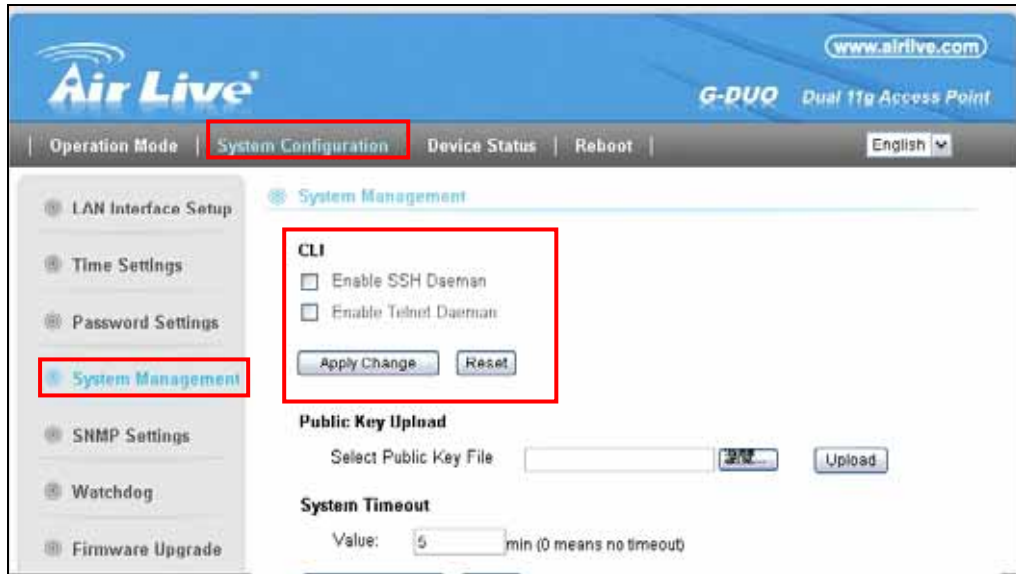 www.airlive.com
Air Live
G-DUO Dual 11g Access Point
Operation Mode | System Configuration Device Status | Reboot |
English
LAN Interface Setup
Time Settings
Password Settings
System Management
SNMP Settings
Watchdog
Firmware Upgrade
System Management
CLI
Enable SSH Daeman
Enable Telnet Daeman
Apply Change Reset
Public Key Upload
Select Public Key File Upload
System Timeout
Value: 5 min (0 means no timeout)